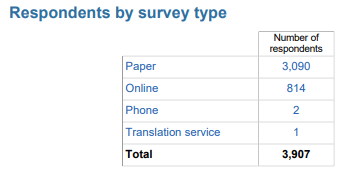 Respondents by survey type
Number of
respondents
Paper 3,090
Online 814
Phone 2
Translation service 1
Total 3,907